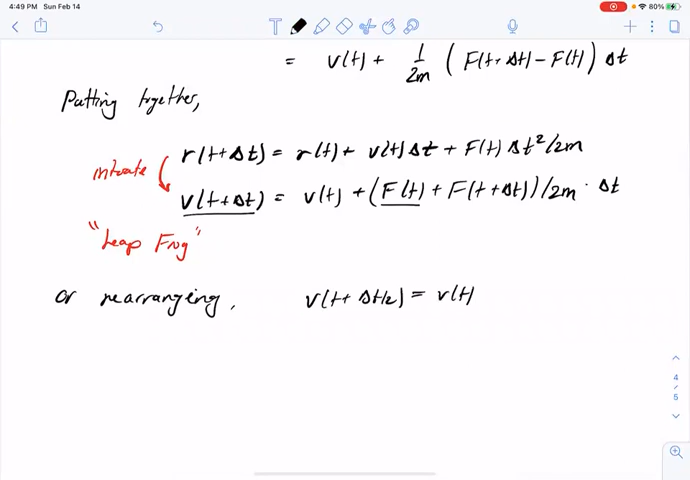 4:49 PM Sun Feb 14
80%
= v(t) + 1/2m ( F(t+Δt) - F(t) ) Δt
Putting together,
r(t+Δt) = r(t) + v(t)Δt + F(t) Δt²/2m
v(t+Δt) = v(t) + (F(t) + F(t+Δt))/2m · Δt
"Leap Frog"
or rearranging, v(t+Δt/2) = v(t)
4
/
5